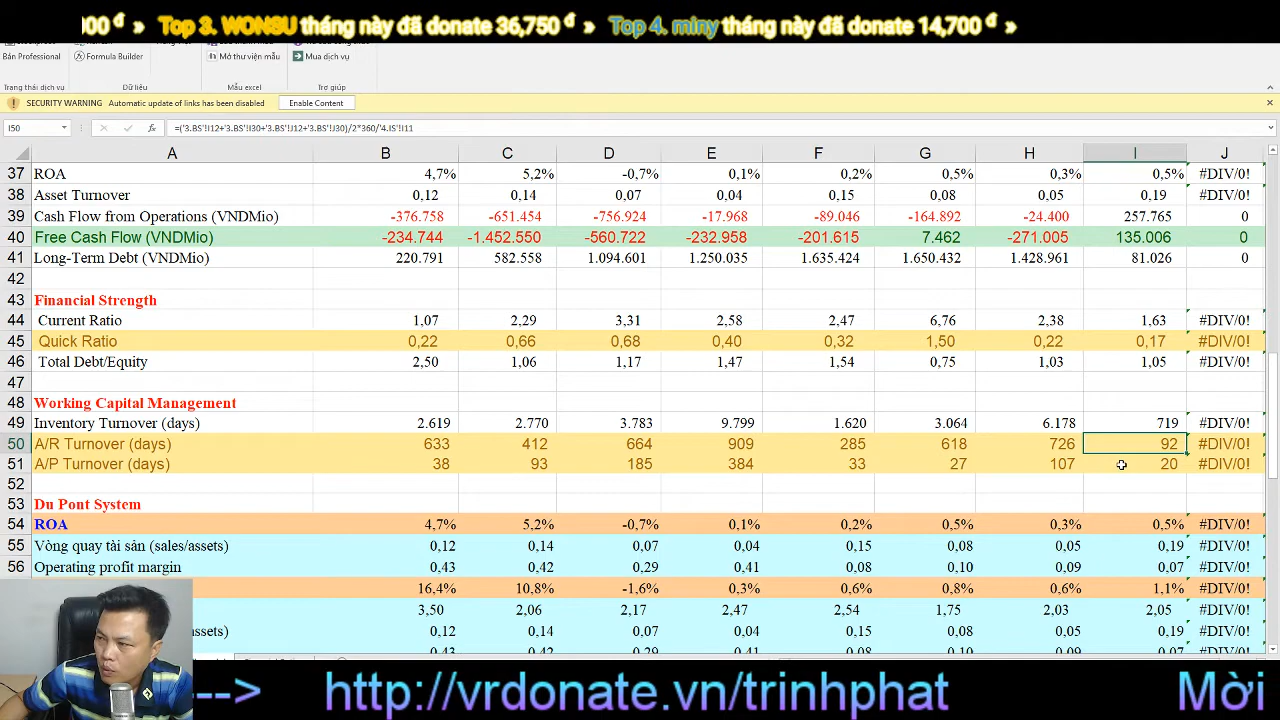 000 ₫ » Top 3. WONSU tháng này đã donate 36,750 ₫ » Top 4. miny tháng này đã donate 14,700 ₫ »
Bản Professional Formula Builder Mở thư viện mẫu Mua dịch vụ
Trạng thái dịch vụ Dữ liệu Mẫu excel Trợ giúp
SECURITY WARNING Automatic update of links has been disabled Enable Content
I50 fx =('3.BS'!I12+'3.BS'!I30+'3.BS'!J12+'3.BS'!J30)/2*360/'4.IS'!I11
A B C D E F G H I J
37 ROA 4,7% 5,2% -0,7% 0,1% 0,2% 0,5% 0,3% 0,5% #DIV/0!
38 Asset Turnover 0,12 0,14 0,07 0,04 0,15 0,08 0,05 0,19 #DIV/0!
39 Cash Flow from Operations (VNDMio) -376.758 -651.454 -756.924 -17.968 -89.046 -164.892 -24.400 257.765 0
40 Free Cash Flow (VNDMio) -234.744 -1.452.550 -560.722 -232.958 -201.615 7.462 -271.005 135.006 0
41 Long-Term Debt (VNDMio) 220.791 582.558 1.094.601 1.250.035 1.635.424 1.650.432 1.428.961 81.026 0
42
43 Financial Strength
44 Current Ratio 1,07 2,29 3,31 2,58 2,47 6,76 2,38 1,63 #DIV/0!
45 Quick Ratio 0,22 0,66 0,68 0,40 0,32 1,50 0,22 0,17 #DIV/0!
46 Total Debt/Equity 2,50 1,06 1,17 1,47 1,54 0,75 1,03 1,05 #DIV/0!
47
48 Working Capital Management
49 Inventory Turnover (days) 2.619 2.770 3.783 9.799 1.620 3.064 6.178 719 #DIV/0!
50 A/R Turnover (days) 633 412 664 909 285 618 726 92 #DIV/0!
51 A/P Turnover (days) 38 93 185 384 33 27 107 20 #DIV/0!
52
53 Du Pont System
54 ROA 4,7% 5,2% -0,7% 0,1% 0,2% 0,5% 0,3% 0,5% #DIV/0!
55 Vòng quay tài sản (sales/assets) 0,12 0,14 0,07 0,04 0,15 0,08 0,05 0,19 #DIV/0!
56 Operating profit margin 0,43 0,42 0,29 0,41 0,08 0,10 0,09 0,07 #DIV/0!
16,4% 10,8% -1,6% 0,3% 0,6% 0,8% 0,6% 1,1% #DIV/0!
3,50 2,06 2,17 2,47 2,54 1,75 2,03 2,05 #DIV/0!
assets) 0,12 0,14 0,07 0,04 0,15 0,08 0,05 0,19 #DIV/0!
0,43 0,42 0,29 0,41 0,08 0,10 0,09 0,07 #DIV/0!
---> http://vrdonate.vn/trinhphat Mời